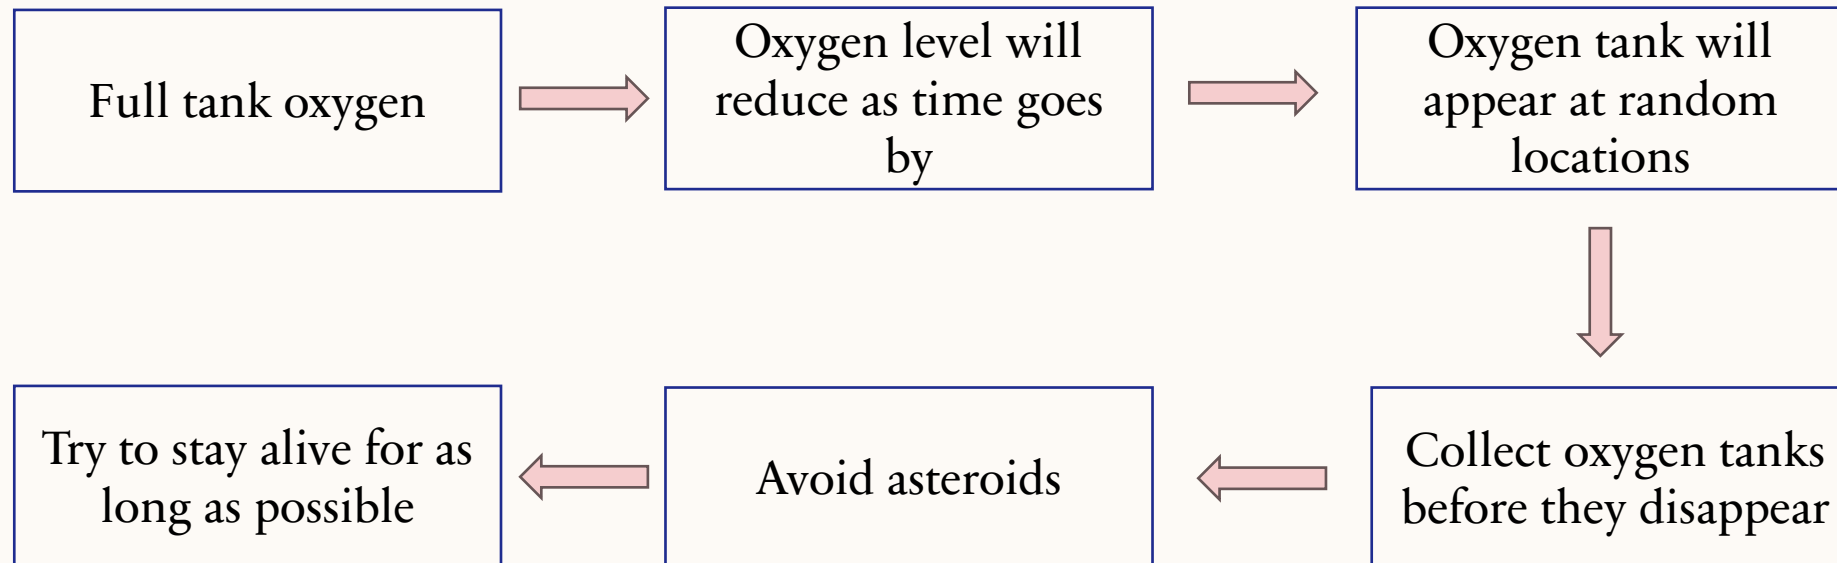 Full tank oxygen
Oxygen level will
reduce as time goes
by
Oxygen tank will
appear at random
locations
Collect oxygen tanks
before they disappear
Avoid asteroids
Try to stay alive for as
long as possible